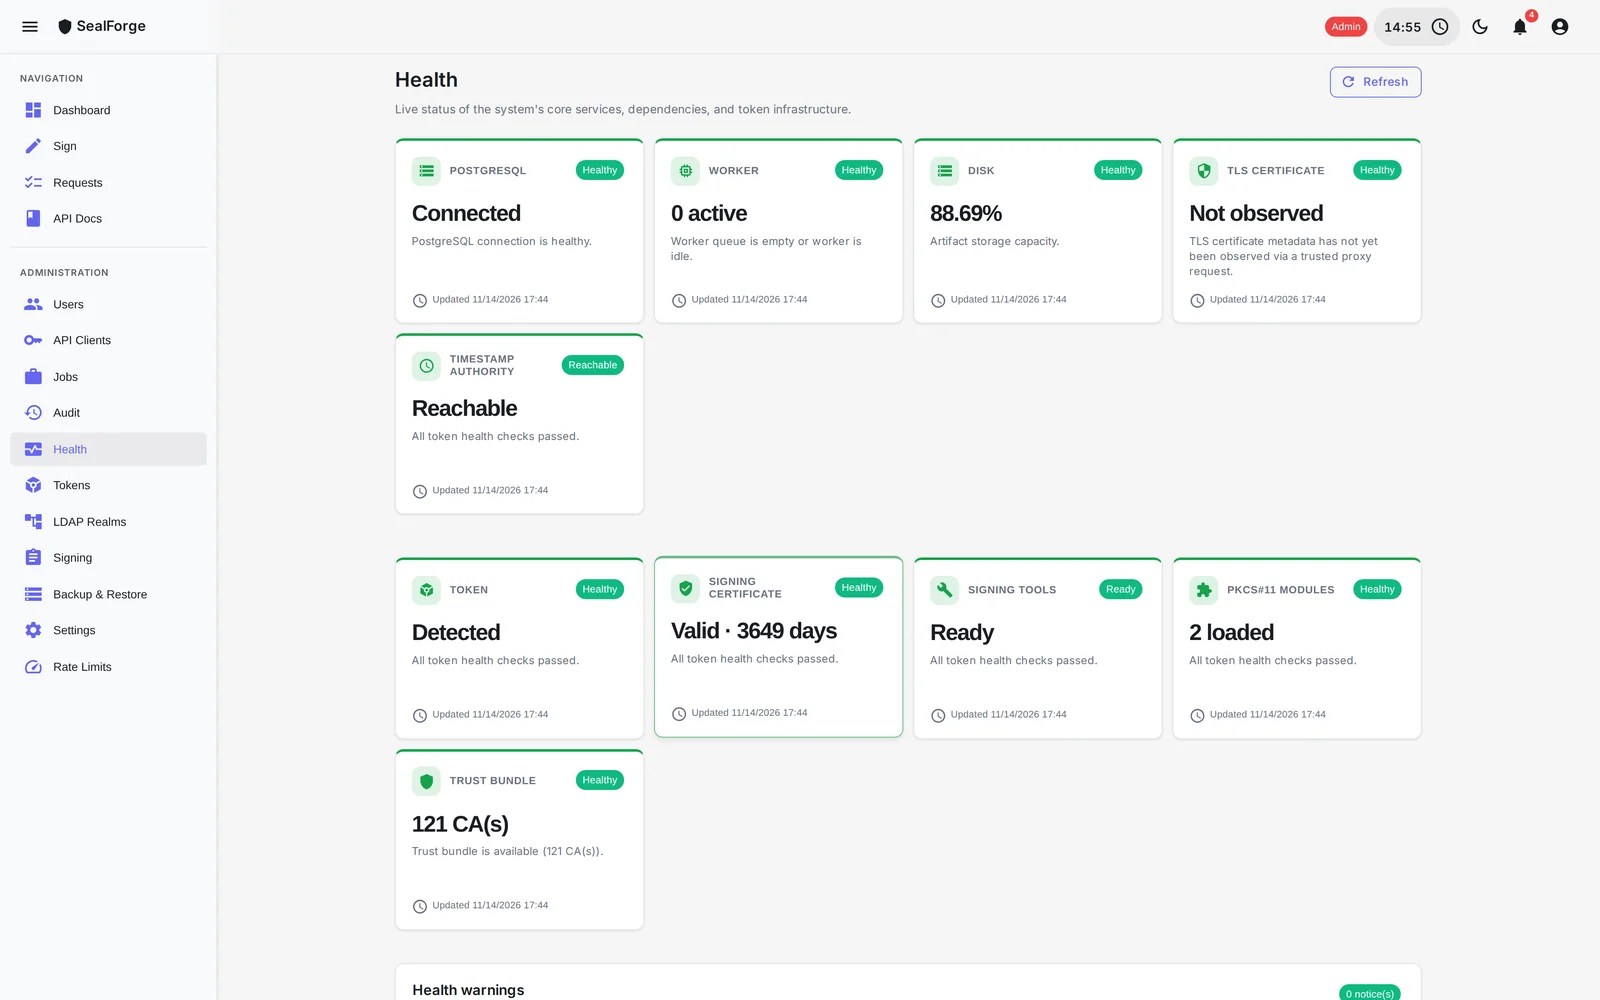 SealForge
Admin
14:55
4
NAVIGATION
Dashboard
Sign
Requests
API Docs
ADMINISTRATION
Users
API Clients
Jobs
Audit
Health
Tokens
LDAP Realms
Signing
Backup & Restore
Settings
Rate Limits
Health
Refresh
Live status of the system's core services, dependencies, and token infrastructure.
POSTGRESQL
Healthy
Connected
PostgreSQL connection is healthy.
Updated 11/14/2026 17:44
WORKER
Healthy
0 active
Worker queue is empty or worker is
idle.
Updated 11/14/2026 17:44
DISK
Healthy
88.69%
Artifact storage capacity.
Updated 11/14/2026 17:44
TLS CERTIFICATE
Healthy
Not observed
TLS certificate metadata has not yet
been observed via a trusted proxy
request.
Updated 11/14/2026 17:44
TIMESTAMP
AUTHORITY
Reachable
Reachable
All token health checks passed.
Updated 11/14/2026 17:44
TOKEN
Healthy
Detected
All token health checks passed.
Updated 11/14/2026 17:44
SIGNING
CERTIFICATE
Healthy
Valid · 3649 days
All token health checks passed.
Updated 11/14/2026 17:44
SIGNING TOOLS
Ready
Ready
All token health checks passed.
Updated 11/14/2026 17:44
PKCS#11 MODULES
Healthy
2 loaded
All token health checks passed.
Updated 11/14/2026 17:44
TRUST BUNDLE
Healthy
121 CA(s)
Trust bundle is available (121 CA(s)).
Updated 11/14/2026 17:44
Health warnings
0 notice(s)